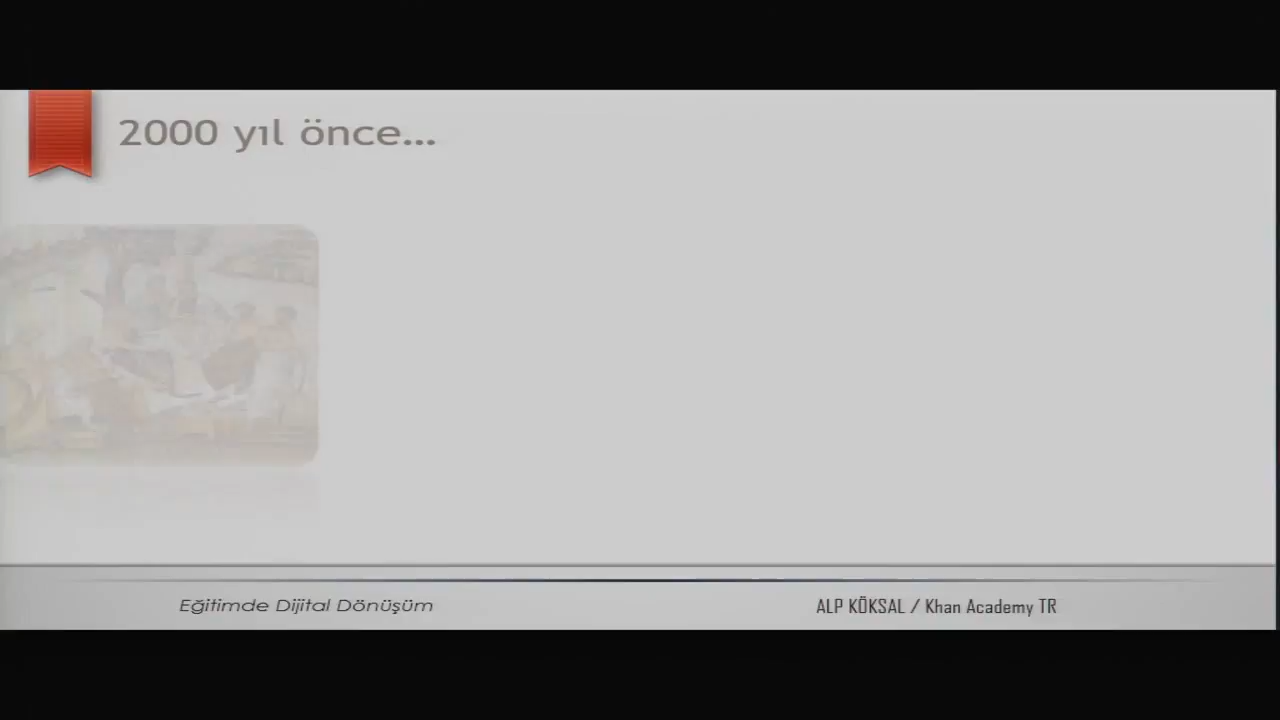 2000 yıl önce...
Eğitimde Dijital Dönüşüm
ALP KÖKSAL / Khan Academy TR